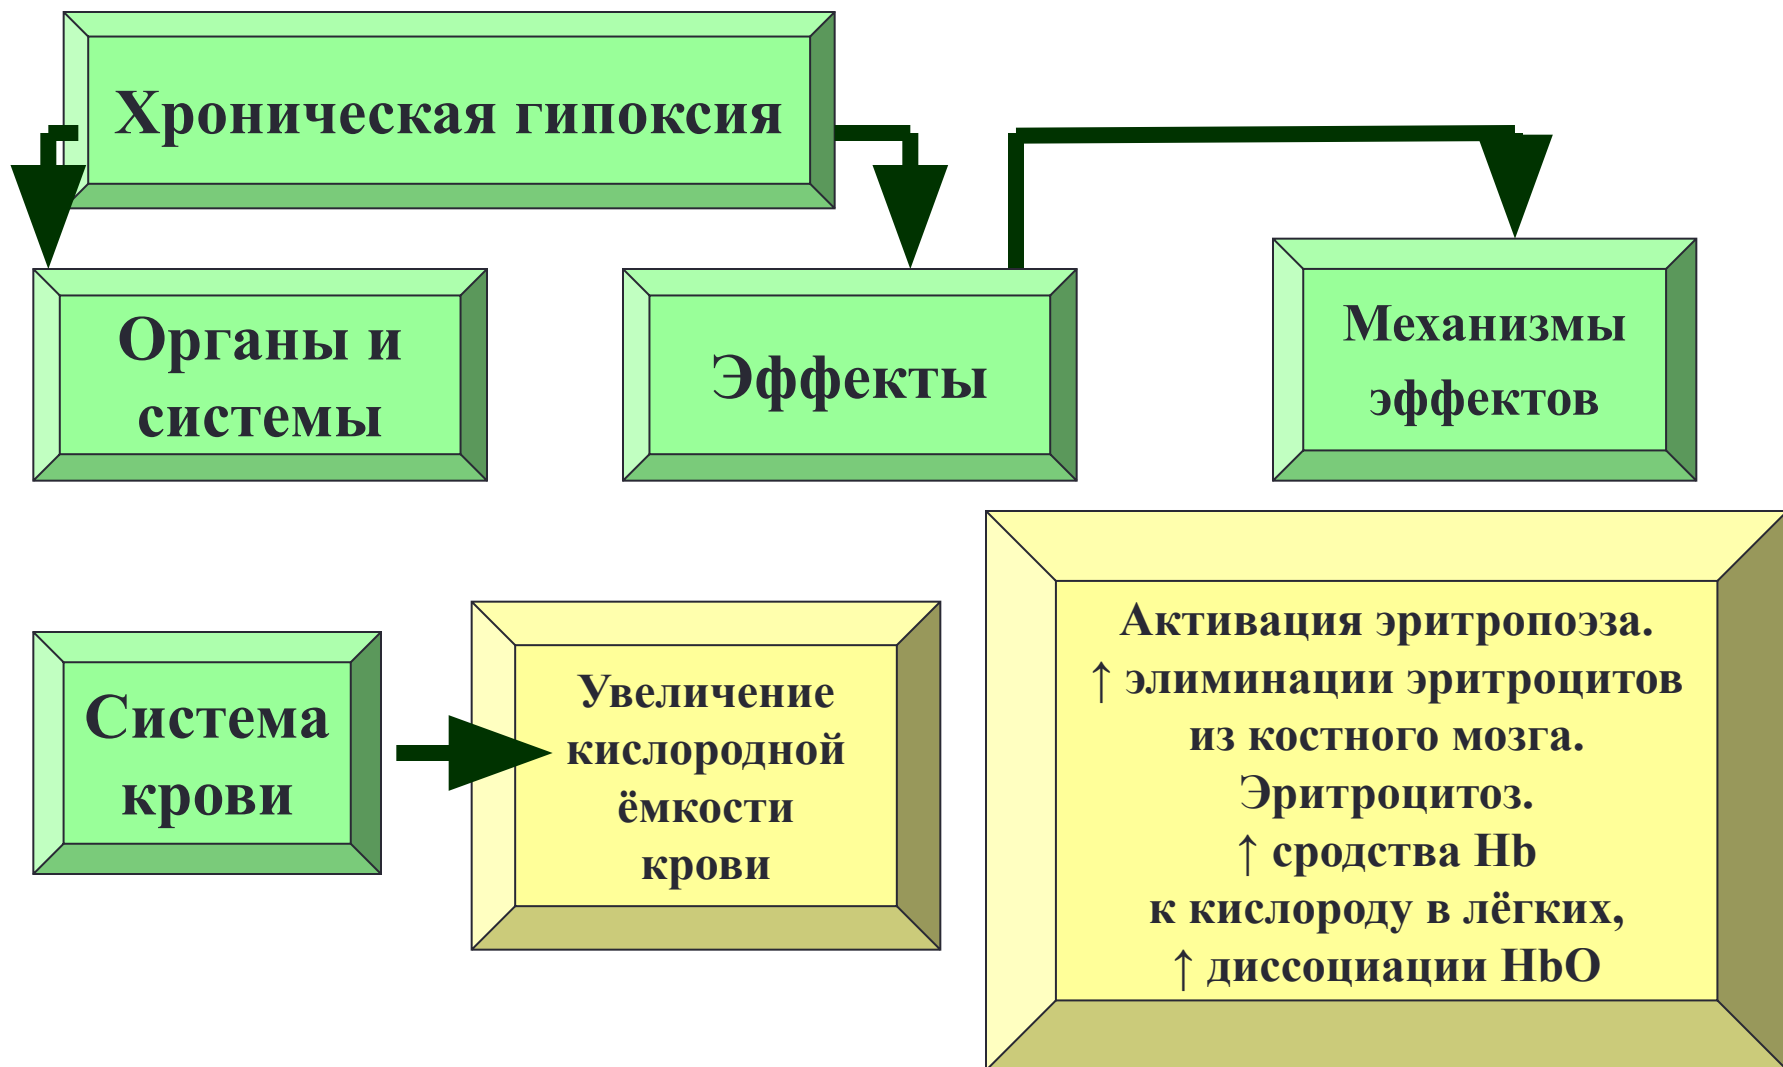 Хроническая гипоксия
Органы и
системы
Эффекты
Механизмы
эффектов
Система
крови
Увеличение
кислородной
ёмкости
крови
Активация эритропоэза.
↑ элиминации эритроцитов
из костного мозга.
Эритроцитоз.
↑ сродства Hb
к кислороду в лёгких,
↑ диссоциации HbO